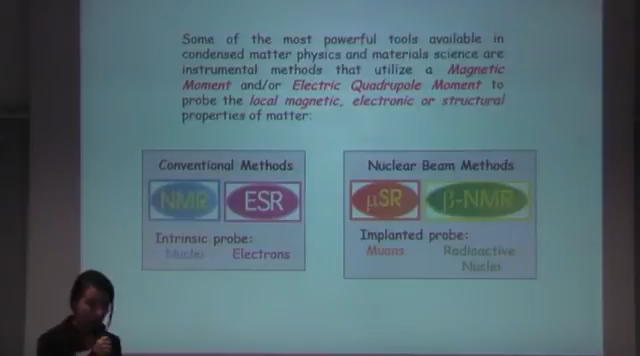 Some of the most powerful tools available in
condensed matter physics and materials science are
instrumental methods that utilize a Magnetic
Moment and/or Electric Quadrupole Moment to
probe the local magnetic, electronic or structural
properties of matter:
Conventional Methods
NMR ESR
Intrinsic probe:
Nuclei Electrons
Nuclear Beam Methods
μSR β-NMR
Implanted probe:
Muons Radioactive
Nuclei